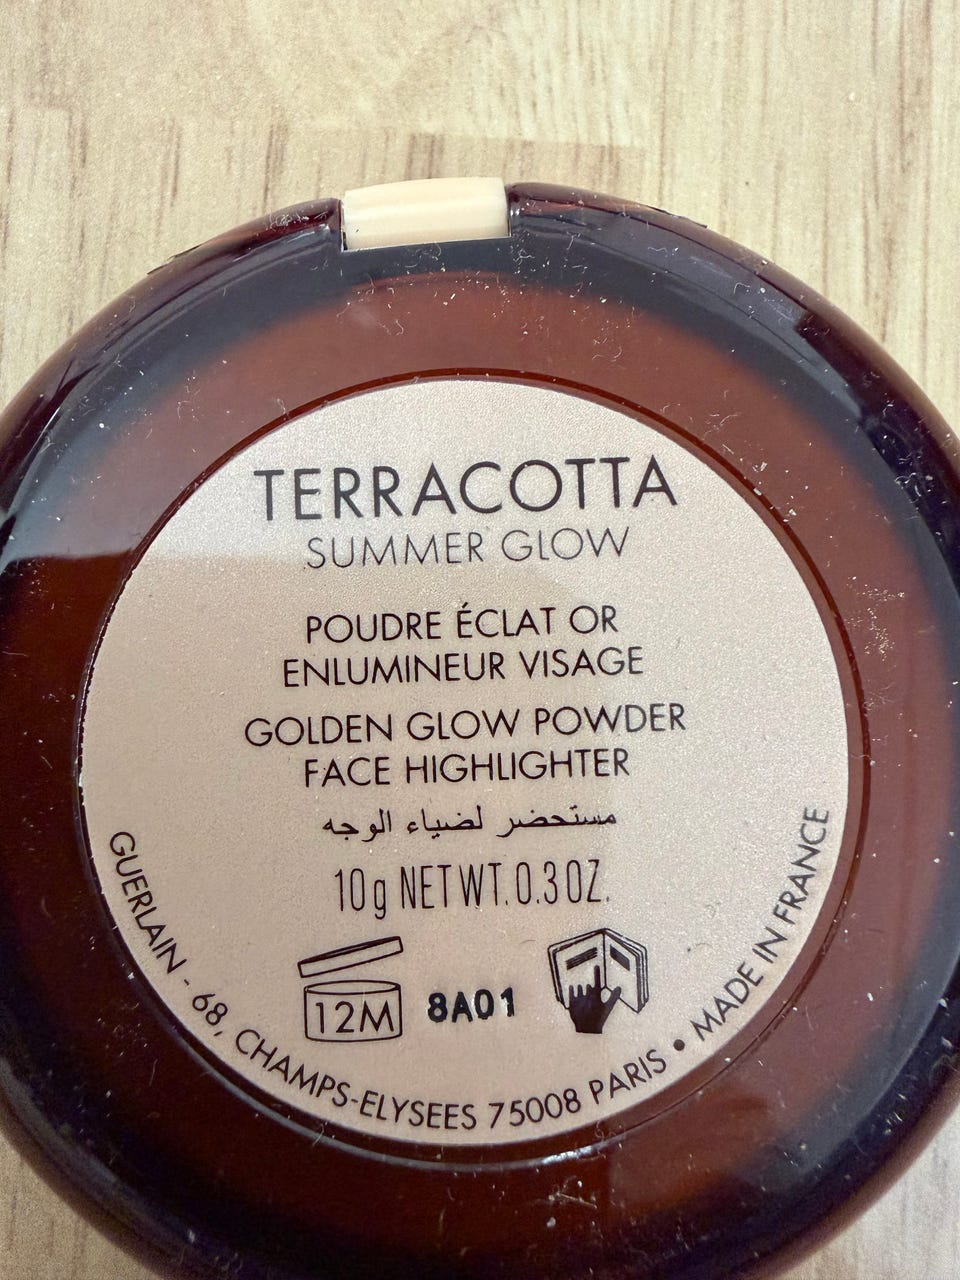 TERRACOTTA
SUMMER GLOW
POUDRE ÉCLAT OR
ENLUMINEUR VISAGE
GOLDEN GLOW POWDER
FACE HIGHLIGHTER
مستحضر لضياء الوجه
10g NET WT. 0.3 OZ.
12M
8A01
GUERLAIN - 68, CHAMPS-ELYSEES 75008 PARIS • MADE IN FRANCE